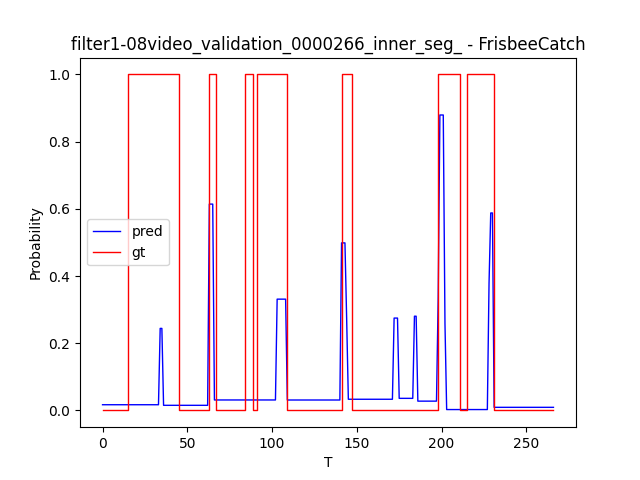 filter1-08video_validation_0000266_inner_seg_ - FrisbeeCatch
1.0
0.8
0.6
0.4
0.2
0.0
Probability
pred
gt
0
50
100
150
200
250
T